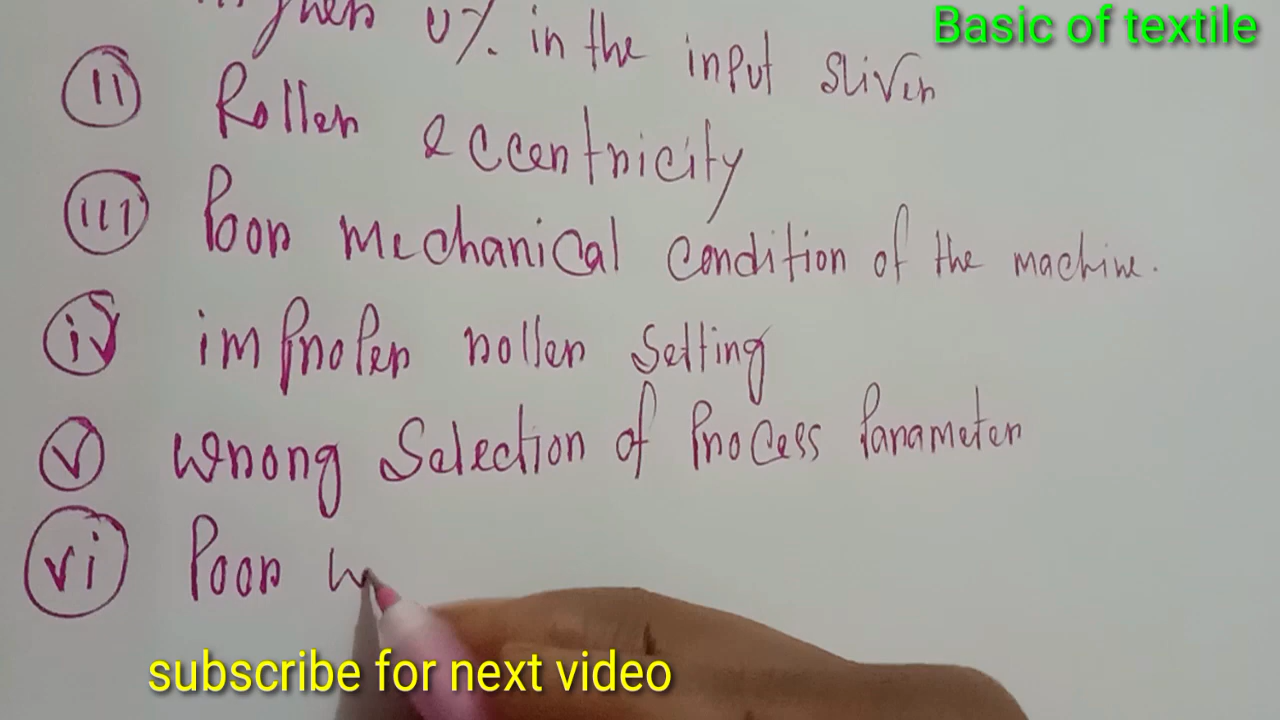 Basic of textile
Higher U% in the input sliver
ii Roller eccentricity
iii Poor mechanical condition of the machine.
iv improper roller setting
v wrong selection of process parameter
vi Poor w
subscribe for next video